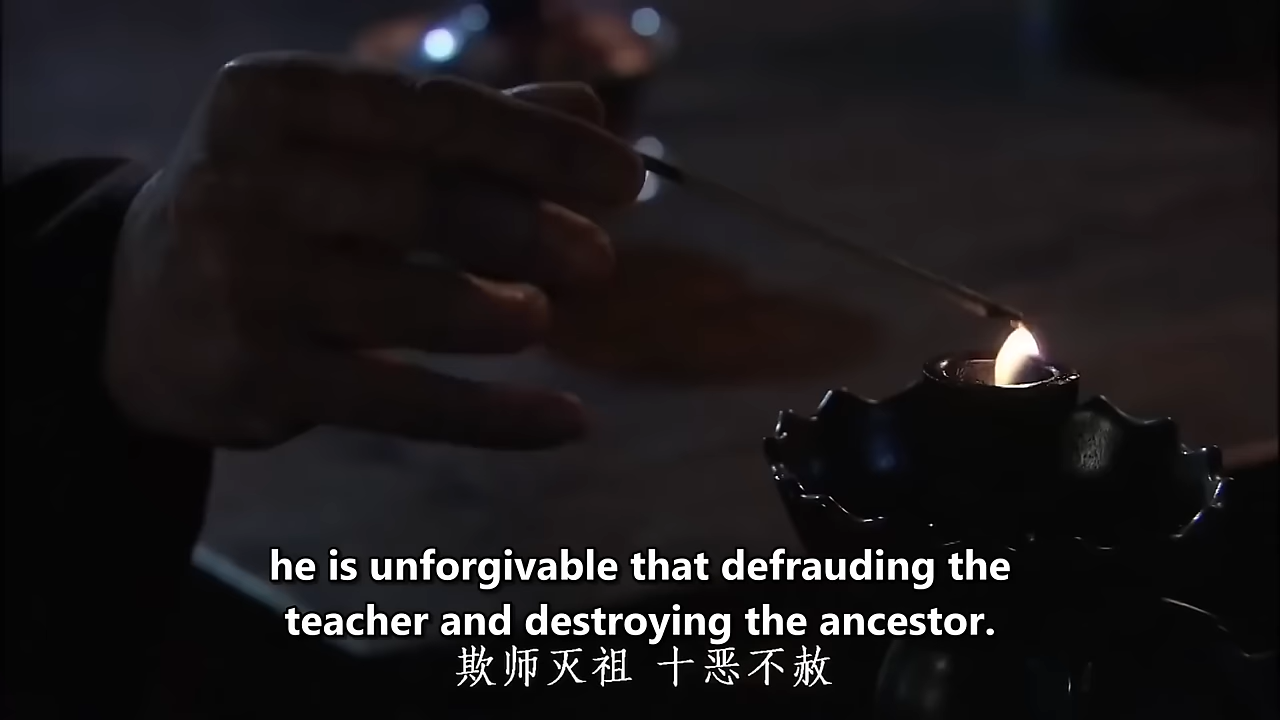 he is unforgivable that defrauding the
teacher and destroying the ancestor.
欺师灭祖 十恶不赦